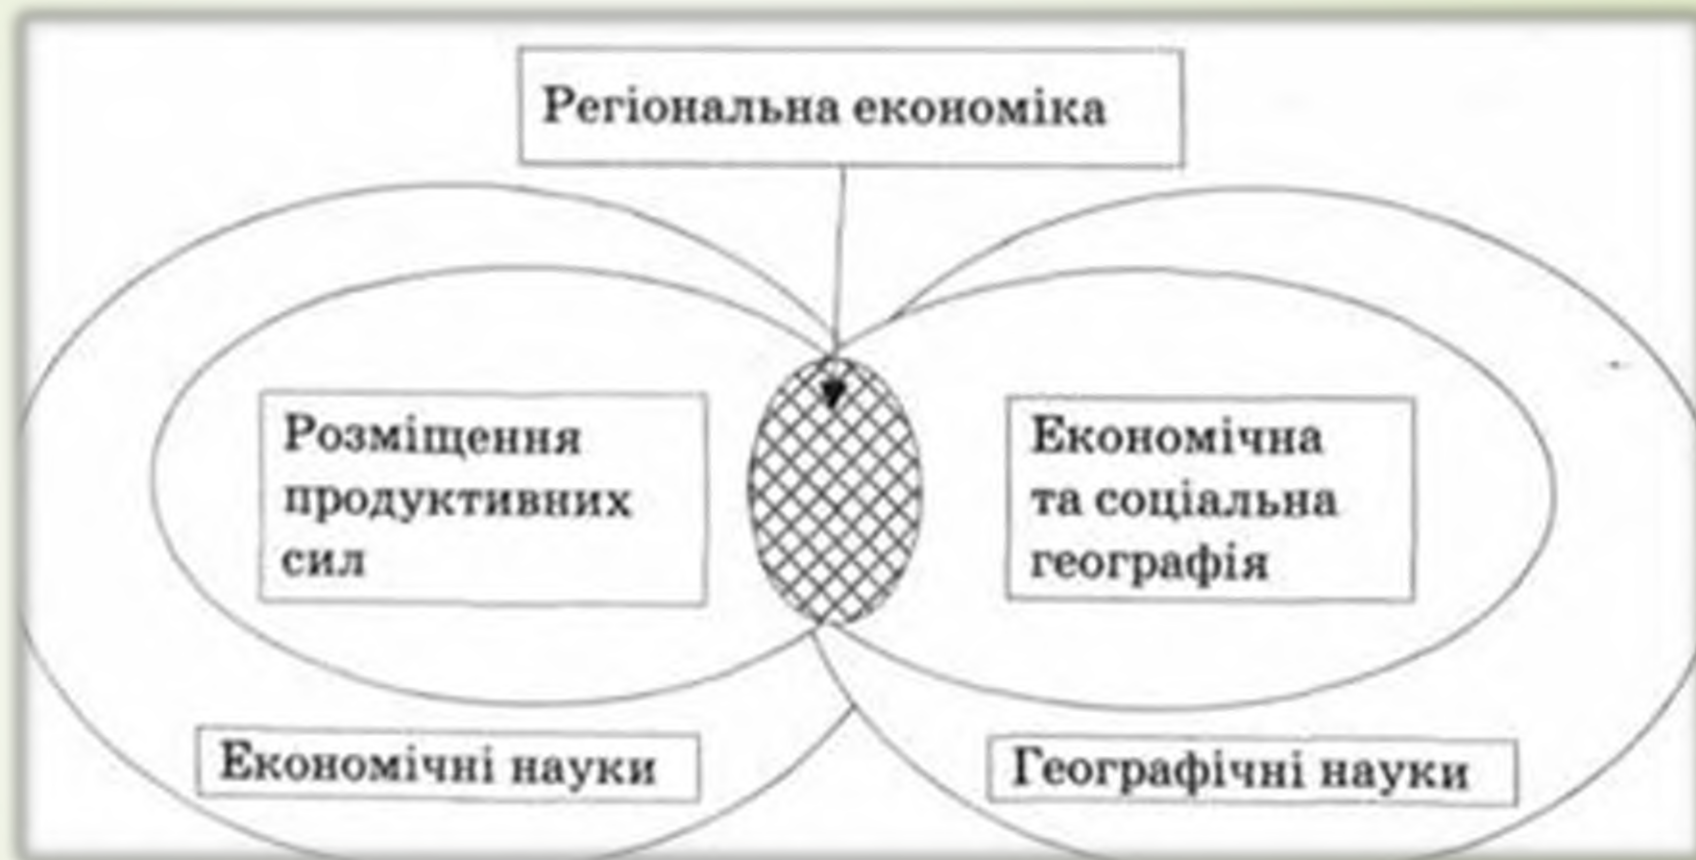 Регіональна економіка
Розміщення
продуктивних
сил
Економічна
та соціальна
географія
Економічні науки
Географічні науки